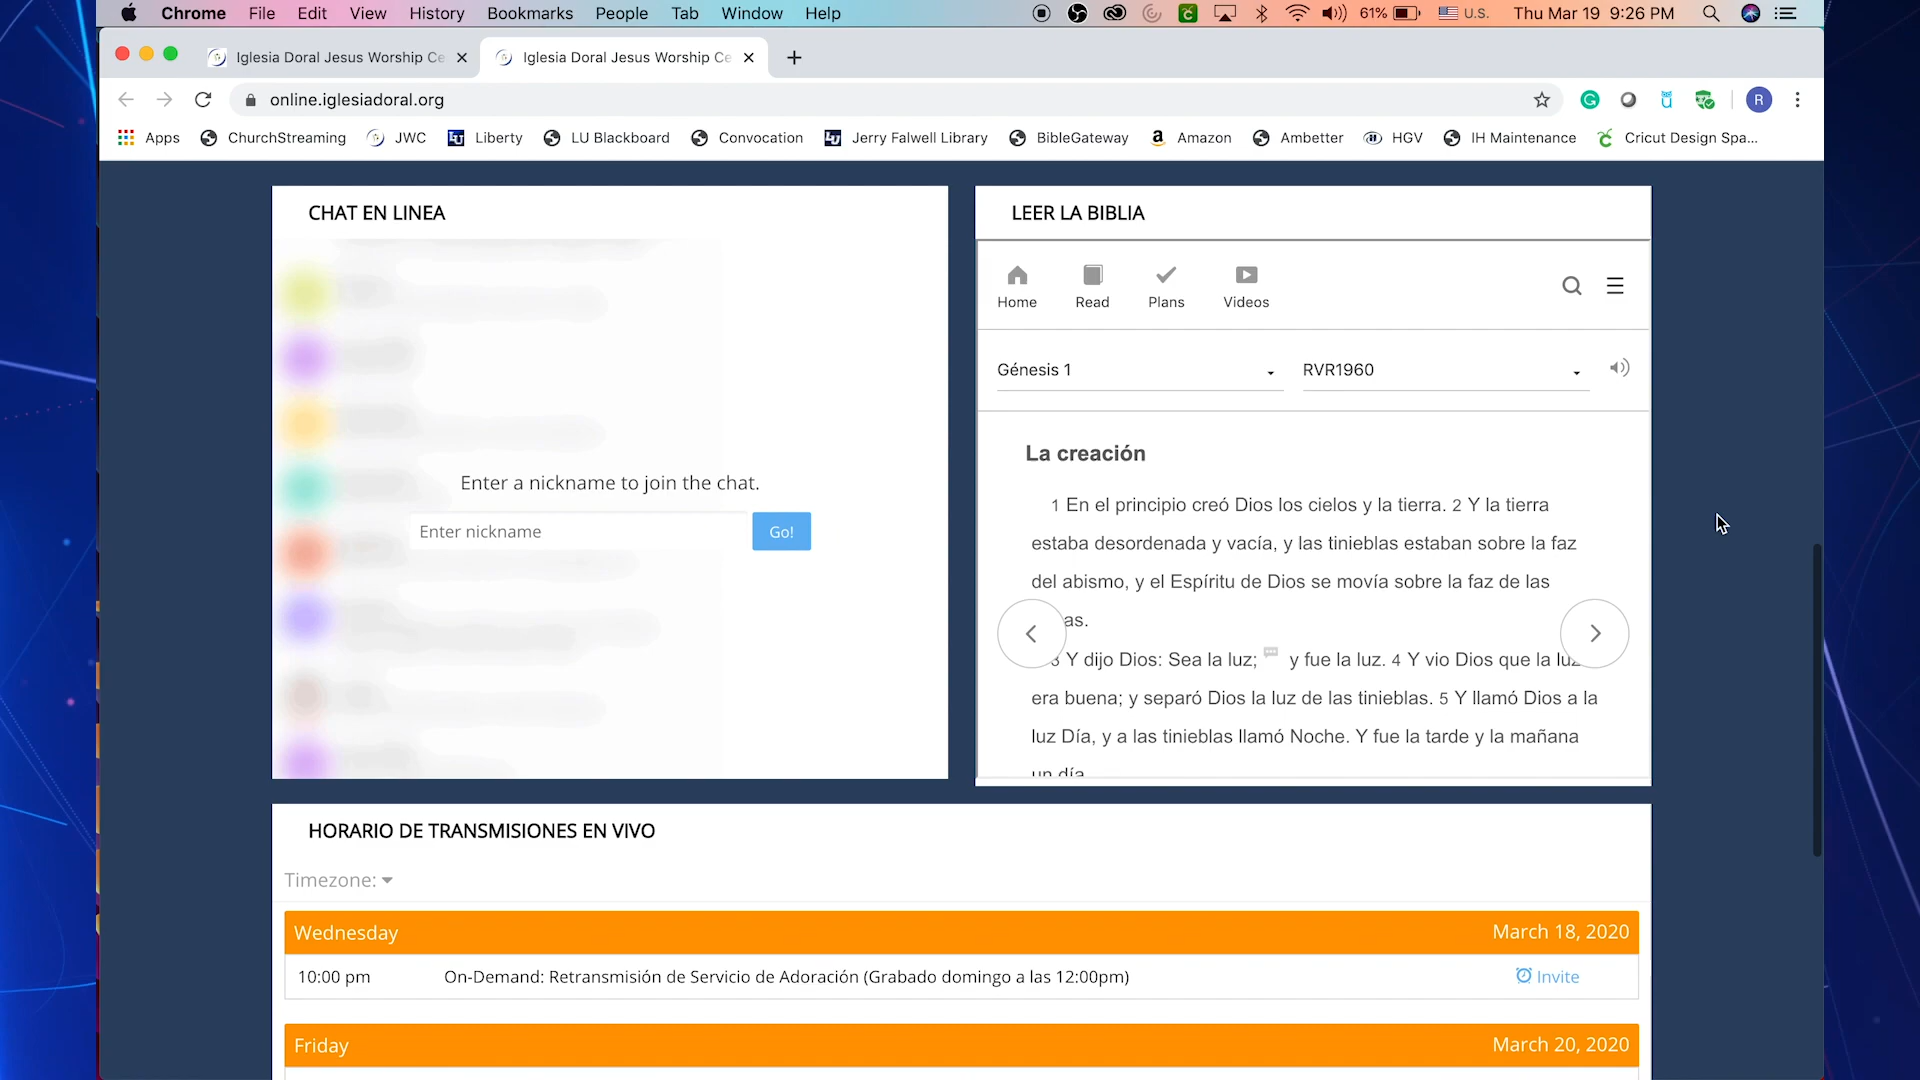 Chrome File Edit View History Bookmarks People Tab Window Help 61% U.S. Thu Mar 19 9:26 PM
Iglesia Doral Jesus Worship Ce
Iglesia Doral Jesus Worship Ce
online.iglesiadoral.org
R
Apps ChurchStreaming JWC Liberty LU Blackboard Convocation Jerry Falwell Library BibleGateway Amazon Ambetter HGV IH Maintenance Cricut Design Spa...
CHAT EN LINEA
Enter a nickname to join the chat.
Enter nickname
Go!
LEER LA BIBLIA
Home Read Plans Videos
Génesis 1 RVR1960
La creación
1 En el principio creó Dios los cielos y la tierra. 2 Y la tierra
estaba desordenada y vacía, y las tinieblas estaban sobre la faz
del abismo, y el Espíritu de Dios se movía sobre la faz de las
as.
3 Y dijo Dios: Sea la luz; y fue la luz. 4 Y vio Dios que la luz
era buena; y separó Dios la luz de las tinieblas. 5 Y llamó Dios a la
luz Día, y a las tinieblas llamó Noche. Y fue la tarde y la mañana
un día
HORARIO DE TRANSMISIONES EN VIVO
Timezone:
Wednesday March 18, 2020
10:00 pm On-Demand: Retransmisión de Servicio de Adoración (Grabado domingo a las 12:00pm) Invite
Friday March 20, 2020